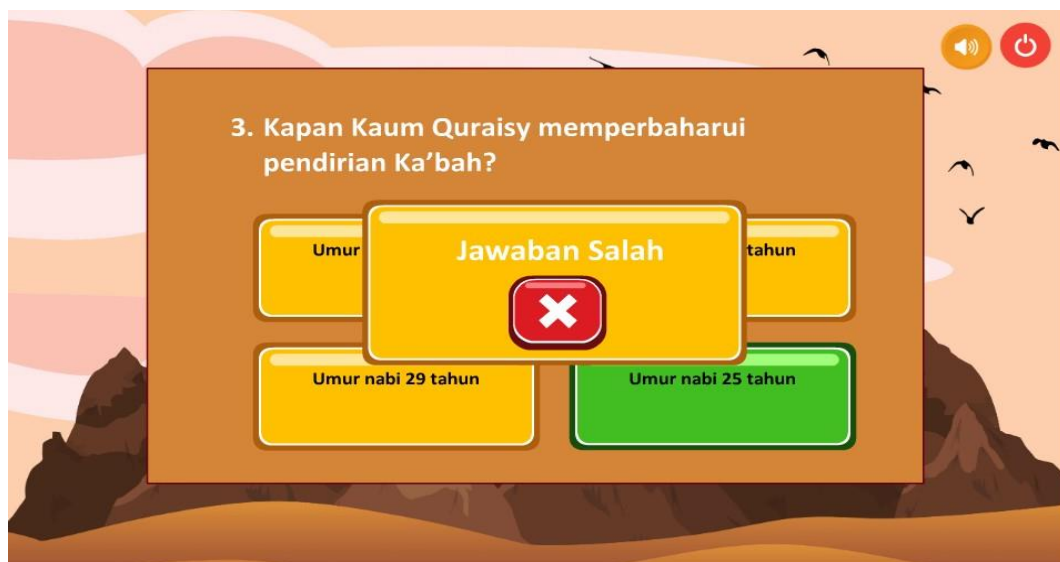 3. Kapan Kaum Quraisy memperbaharui
pendirian Ka'bah?
Umur
Jawaban Salah
tahun
Umur nabi 29 tahun
Umur nabi 25 tahun